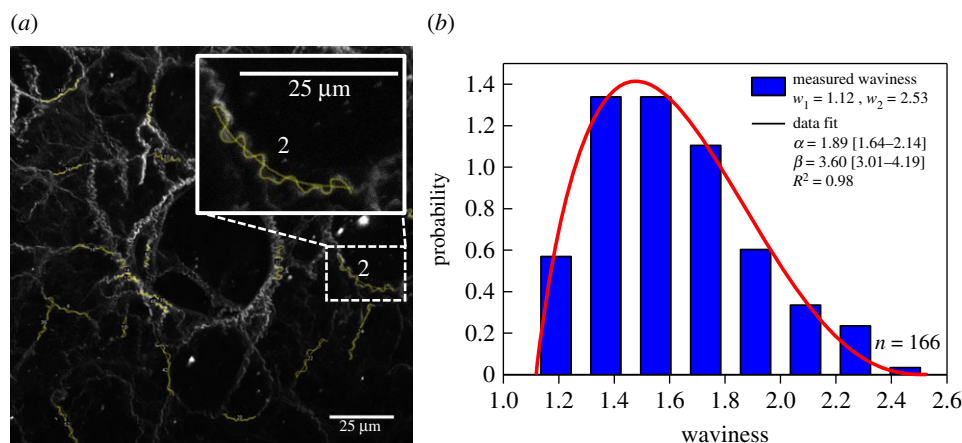 (a)
25 µm
2
2
25 µm
(b)
probability
1.4
1.2
1.0
0.8
0.6
0.4
0.2
0
measured waviness
w1 = 1.12 , w2 = 2.53
data fit
α = 1.89 [1.64–2.14]
β = 3.60 [3.01–4.19]
R² = 0.98
n = 166
1.0 1.2 1.4 1.6 1.8 2.0 2.2 2.4 2.6
waviness